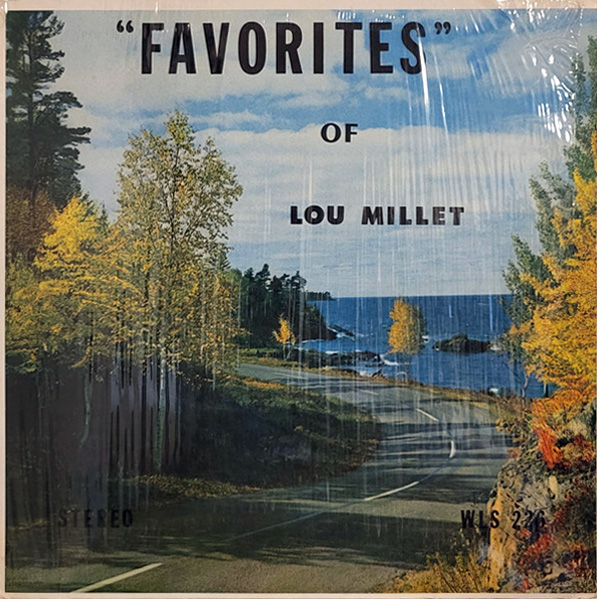 “FAVORITES”
OF
LOU MILLET
STEREO
WLS 226